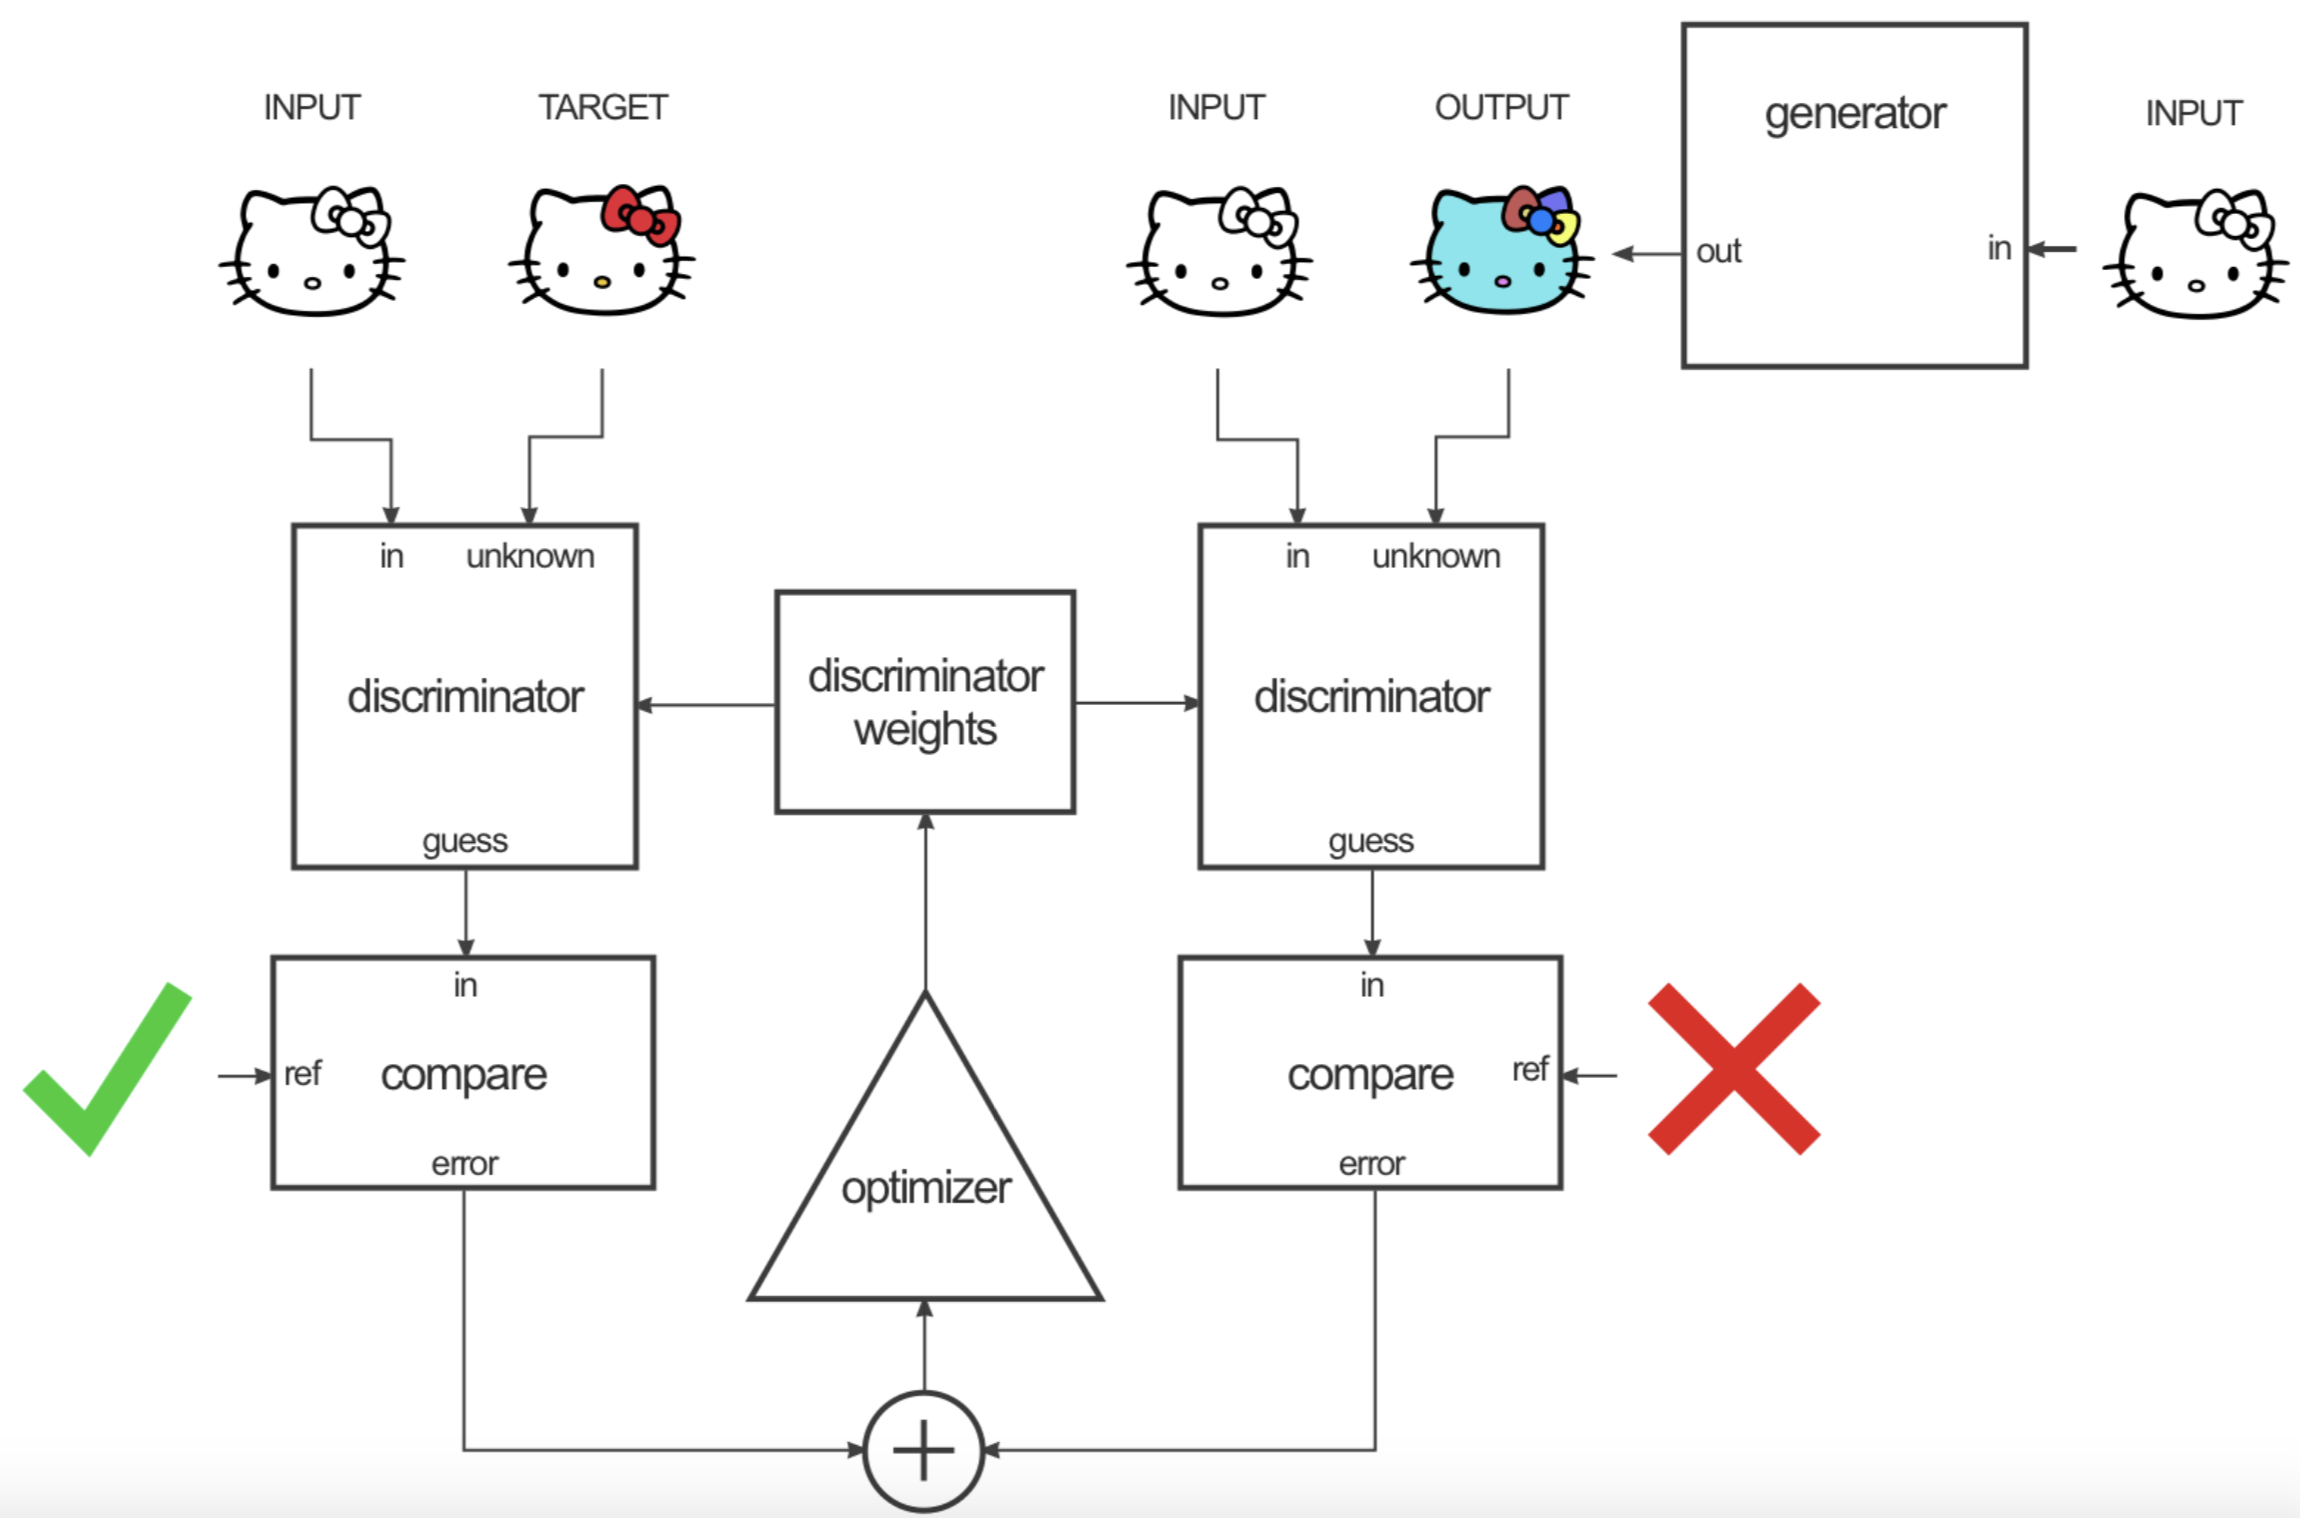 INPUT
TARGET
INPUT
OUTPUT
generator
INPUT
out
in
in
unknown
in
unknown
discriminator
discriminator
weights
discriminator
guess
guess
in
in
ref
compare
compare
ref
error
error
optimizer
+